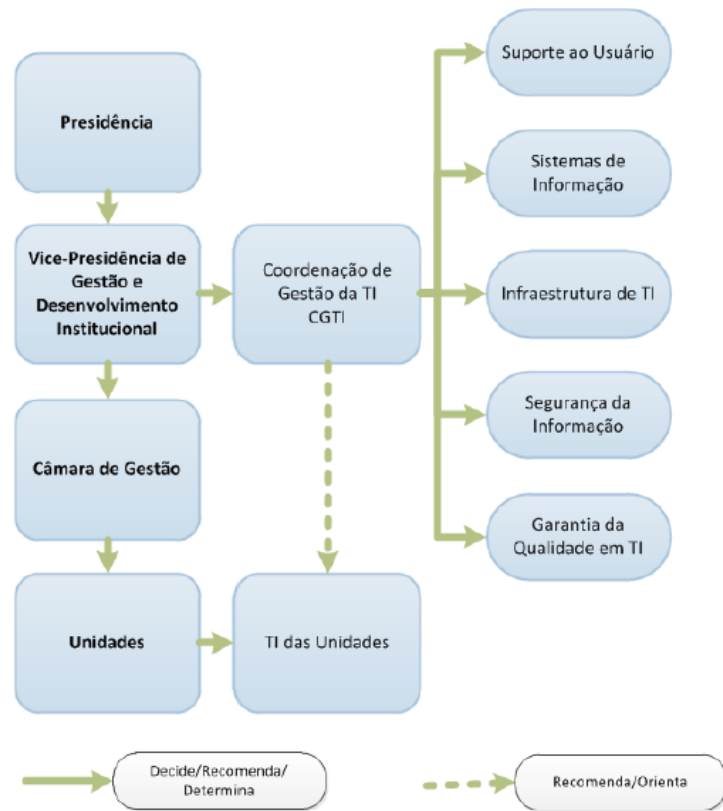 Presidência
Vice-Presidência de
Gestão e
Desenvolvimento
Institucional
Câmara de Gestão
Unidades
Coordenação de
Gestão da TI
CGTI
TI das Unidades
Suporte ao Usuário
Sistemas de
Informação
Infraestrutura de TI
Segurança da
Informação
Garantia da
Qualidade em TI
Decide/Recomenda/
Determina
Recomenda/Orienta